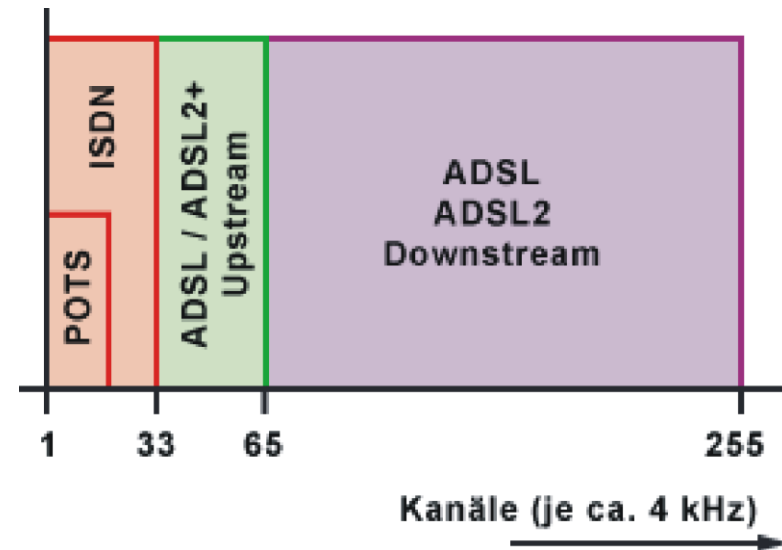 ISDN
POTS
ADSL / ADSL2+
Upstream
ADSL
ADSL2
Downstream
1 33 65 255
Kanäle (je ca. 4 kHz)